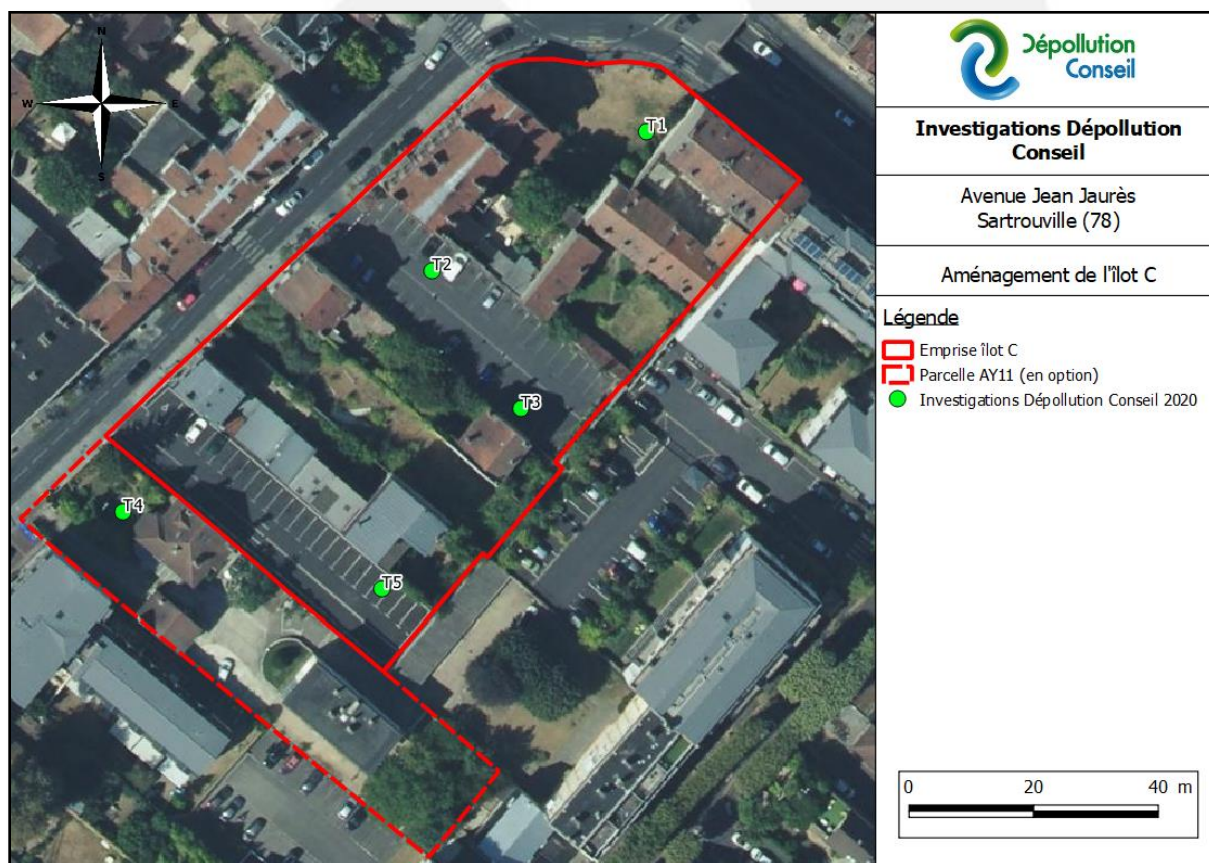 N
W
E
S
T1
T2
T3
T4
T5
Dépollution
Conseil
Investigations Dépollution
Conseil
Avenue Jean Jaurès
Sartrouville (78)
Aménagement de l'îlot C
Légende
Emprise îlot C
Parcelle AY11 (en option)
Investigations Dépollution Conseil 2020
0 20 40 m